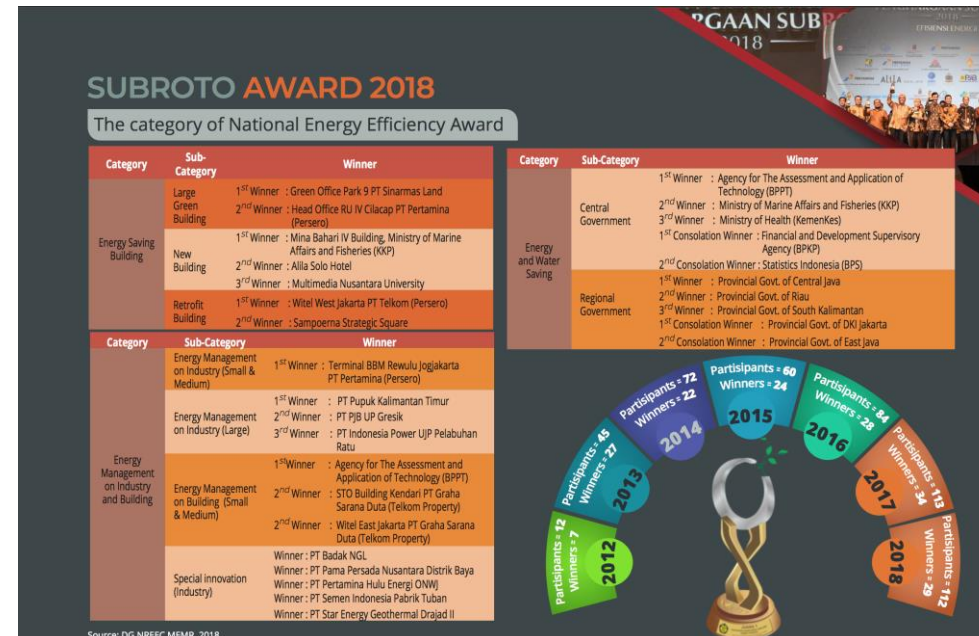 RGAAN SUBR
2018
2018
EFISIENSI ENERGI
ALILA
SUBROTO AWARD 2018
The category of National Energy Efficiency Award
Category Sub-Category Winner
Energy Saving Building
Large Green Building
1st Winner : Green Office Park 9 PT Sinarmas Land
2nd Winner : Head Office RU IV Cilacap PT Pertamina
(Persero)
New Building
1st Winner : Mina Bahari IV Building, Ministry of Marine
Affairs and Fisheries (KKP)
2nd Winner : Alila Solo Hotel
3rd Winner : Multimedia Nusantara University
Retrofit Building
1st Winner : Witel West Jakarta PT Telkom (Persero)
2nd Winner : Sampoerna Strategic Square
Category Sub-Category Winner
Energy Management on Industry and Building
Energy Management on Industry (Small & Medium)
1st Winner : Terminal BBM Rewulu Jogjakarta
PT Pertamina (Persero)
Energy Management on Industry (Large)
1st Winner : PT Pupuk Kalimantan Timur
2nd Winner : PT PJB UP Gresik
3rd Winner : PT Indonesia Power UJP Pelabuhan
Ratu
Energy Management on Building (Small & Medium)
1stWinner : Agency for The Assessment and
Application of Technology (BPPT)
2nd Winner : STO Building Kendari PT Graha
Sarana Duta (Telkom Property)
2nd Winner : Witel East Jakarta PT Graha Sarana
Duta (Telkom Property)
Special innovation (Industry)
Winner : PT Badak NGL
Winner : PT Pama Persada Nusantara Distrik Baya
Winner : PT Pertamina Hulu Energi ONWJ
Winner : PT Semen Indonesia Pabrik Tuban
Winner : PT Star Energy Geothermal Drajad II
Source: DG NREEC MEMR, 2018
Category Sub-Category Winner
Energy and Water Saving
Central Government
1st Winner : Agency for The Assessment and Application of
Technology (BPPT)
2nd Winner : Ministry of Marine Affairs and Fisheries (KKP)
3rd Winner : Ministry of Health (KemenKes)
1st Consolation Winner : Financial and Development Supervisory
Agency (BPKP)
2nd Consolation Winner : Statistics Indonesia (BPS)
Regional Government
1st Winner : Provincial Govt. of Central Java
2nd Winner : Provincial Govt. of Riau
3rd Winner : Provincial Govt. of South Kalimantan
1st Consolation Winner : Provincial Govt. of DKI Jakarta
2nd Consolation Winner : Provincial Govt. of East Java
Partisipants = 12
Winners = 7
2012
Partisipants = 45
Winners = 27
2013
Partisipants = 72
Winners = 22
2014
Partisipants = 60
Winners = 24
2015
Partisipants = 84
Winners = 28
2016
Partisipants = 113
Winners = 34
2017
Partisipants = 112
Winners = 29
2018